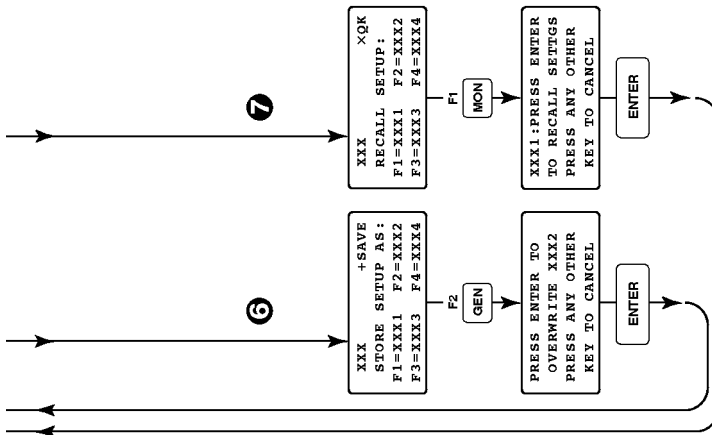 ❻
XXX +SAVE
STORE SETUP AS:
F1=XXX1 F2=XXX2
F3=XXX3 F4=XXX4
F2
GEN
PRESS ENTER TO
OVERWRITE XXX2
PRESS ANY OTHER
KEY TO CANCEL
ENTER
❼
XXX ×QK
RECALL SETUP:
F1=XXX1 F2=XXX2
F3=XXX3 F4=XXX4
F1
MON
XXX1:PRESS ENTER
TO RECALL SETTGS
PRESS ANY OTHER
KEY TO CANCEL
ENTER